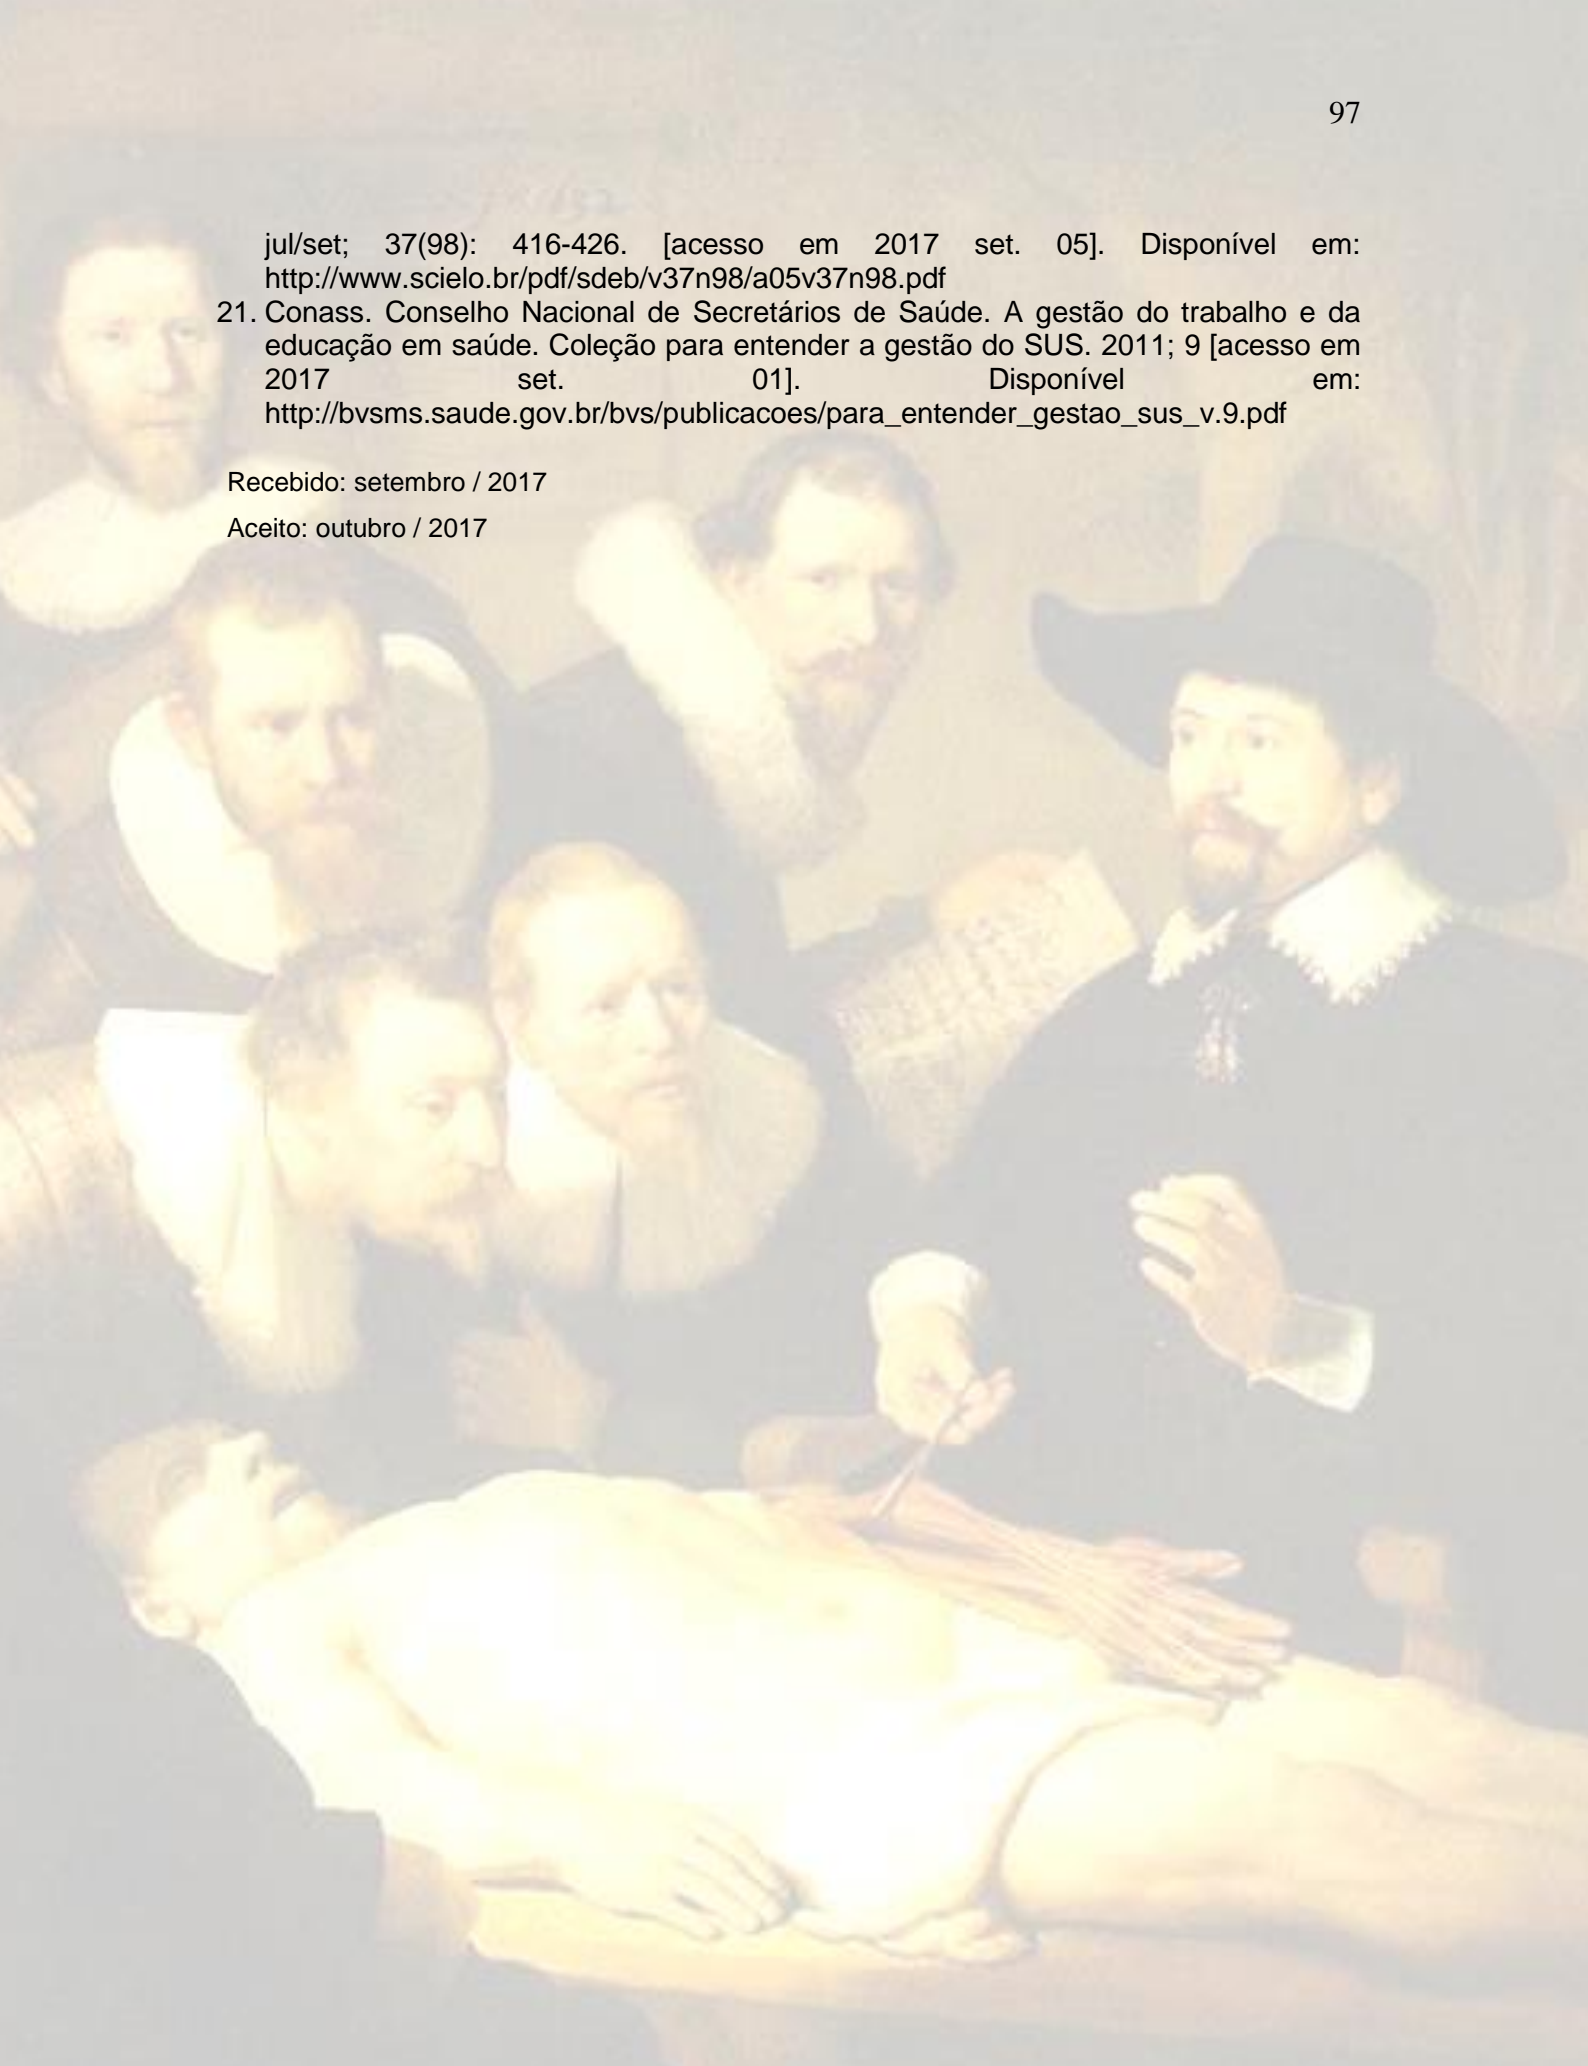 97
jul/set; 37(98): 416-426. [acesso em 2017 set. 05]. Disponível em:
http://www.scielo.br/pdf/sdeb/v37n98/a05v37n98.pdf
21. Conass. Conselho Nacional de Secretários de Saúde. A gestão do trabalho e da
educação em saúde. Coleção para entender a gestão do SUS. 2011; 9 [acesso em
2017 set. 01]. Disponível em:
http://bvsms.saude.gov.br/bvs/publicacoes/para_entender_gestao_sus_v.9.pdf
Recebido: setembro / 2017
Aceito: outubro / 2017